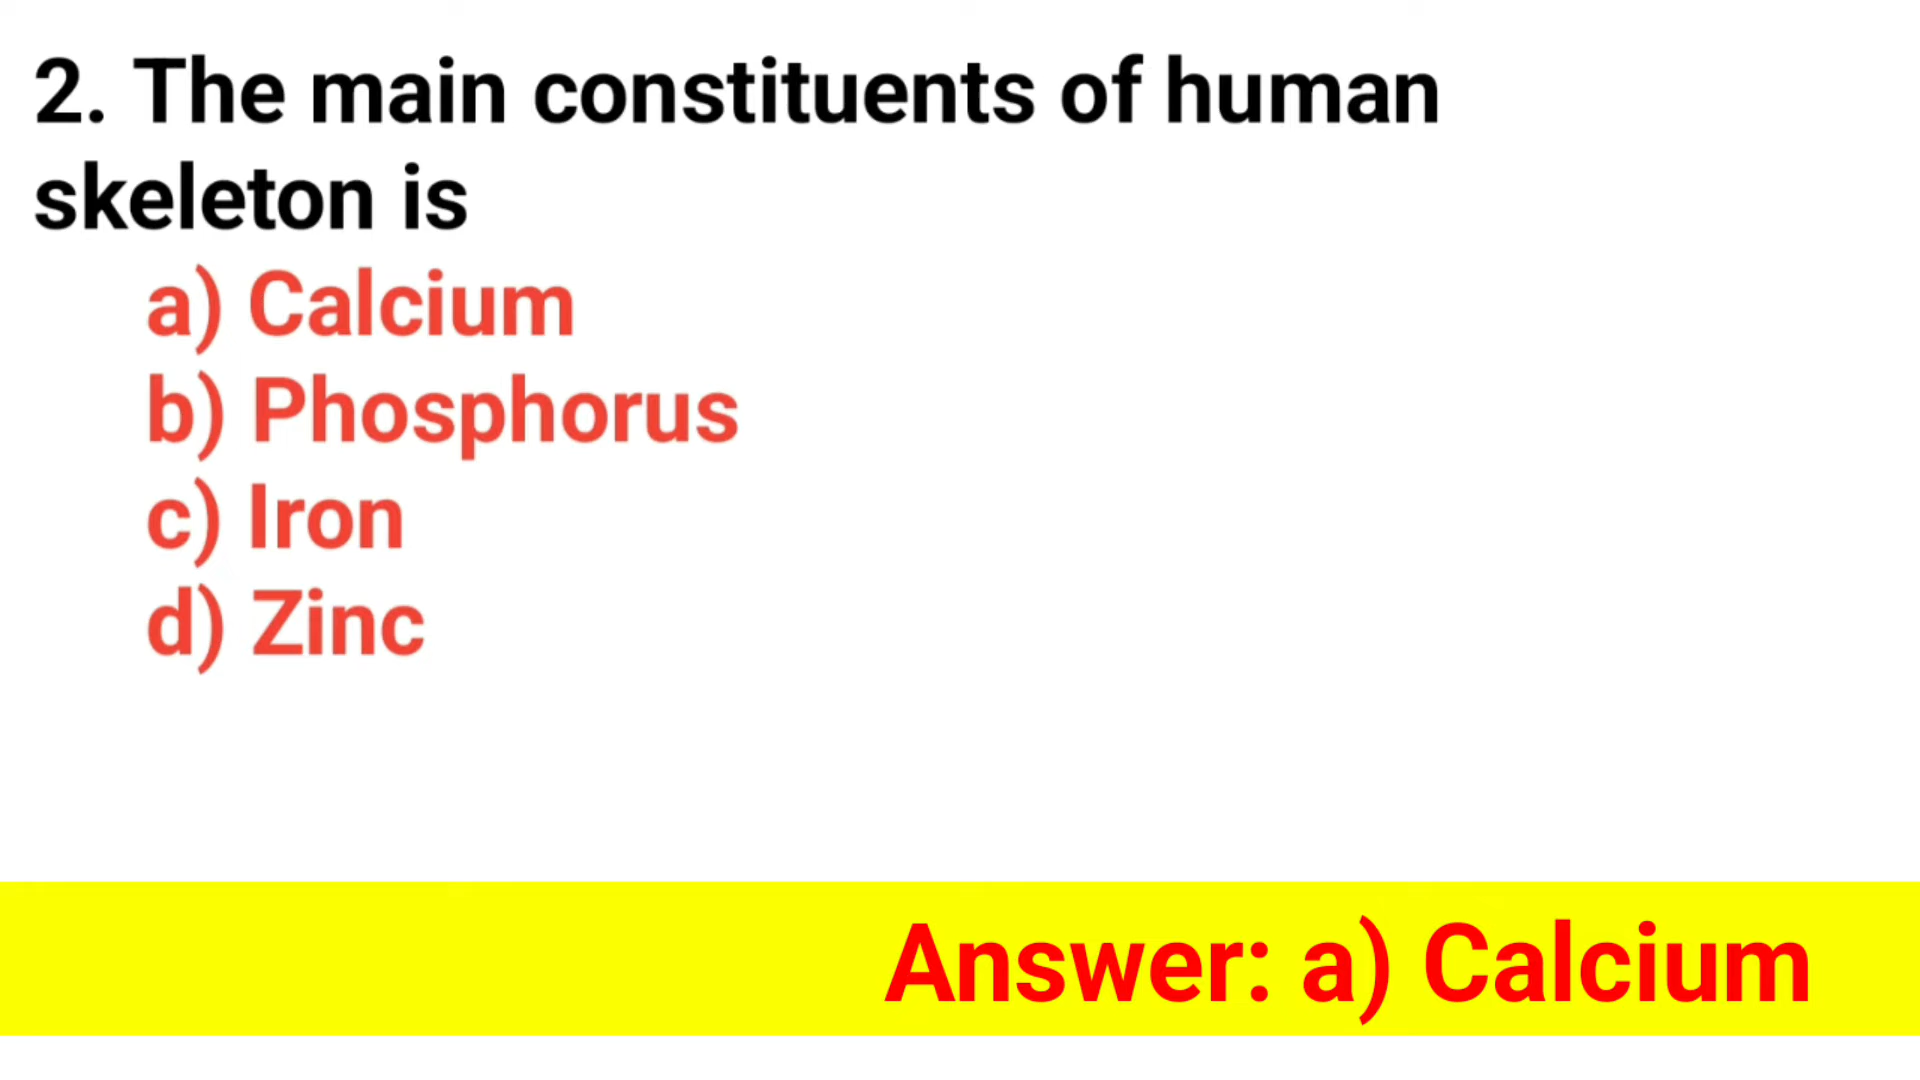 2. The main constituents of human
skeleton is
a) Calcium
b) Phosphorus
c) Iron
d) Zinc
Answer: a) Calcium